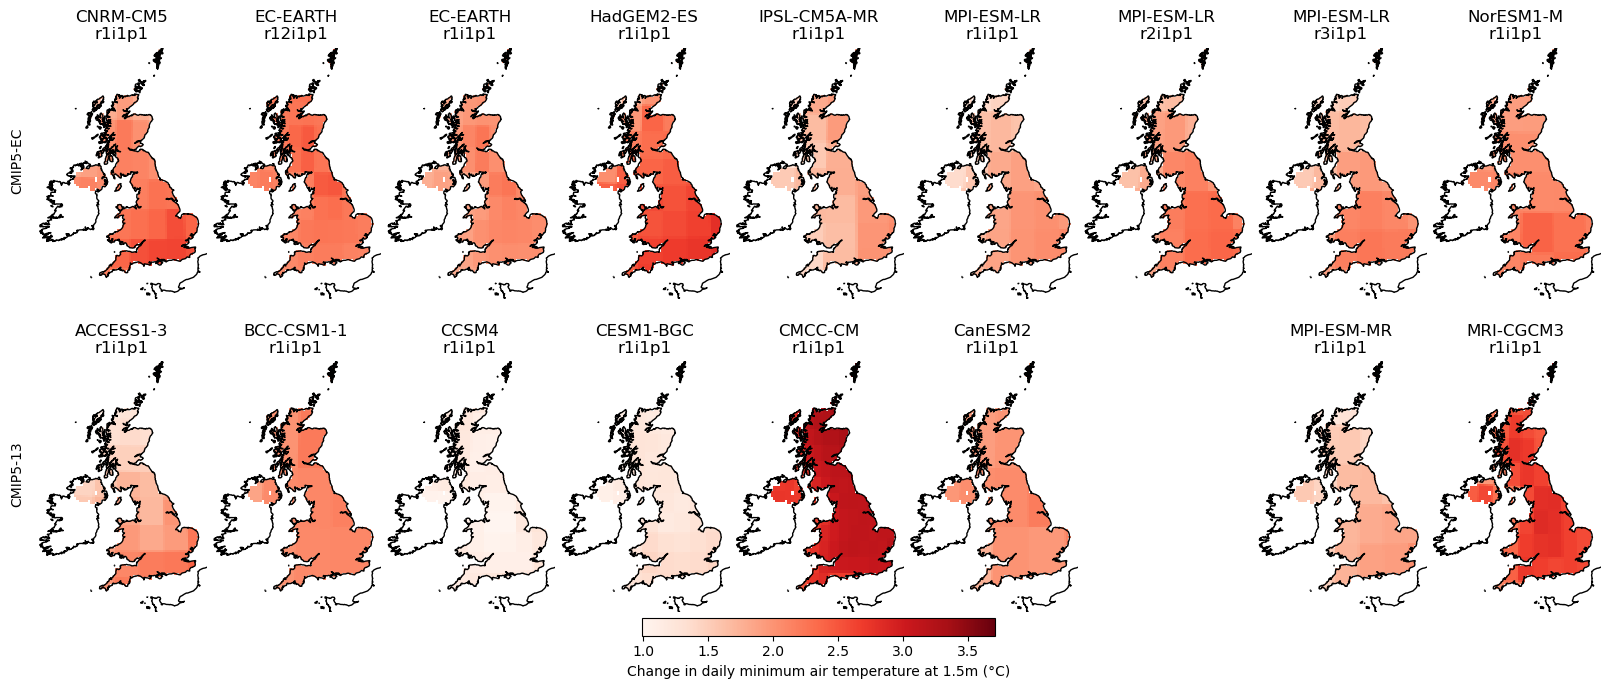 CNRM-CM5
r1i1p1
EC-EARTH
r12i1p1
EC-EARTH
r1i1p1
HadGEM2-ES
r1i1p1
IPSL-CM5A-MR
r1i1p1
MPI-ESM-LR
r1i1p1
MPI-ESM-LR
r2i1p1
MPI-ESM-LR
r3i1p1
NorESM1-M
r1i1p1
CMIP5-EC
ACCESS1-3
r1i1p1
BCC-CSM1-1
r1i1p1
CCSM4
r1i1p1
CESM1-BGC
r1i1p1
CMCC-CM
r1i1p1
CanESM2
r1i1p1
MPI-ESM-MR
r1i1p1
MRI-CGCM3
r1i1p1
CMIP5-13
1.0 1.5 2.0 2.5 3.0 3.5
Change in daily minimum air temperature at 1.5m (°C)